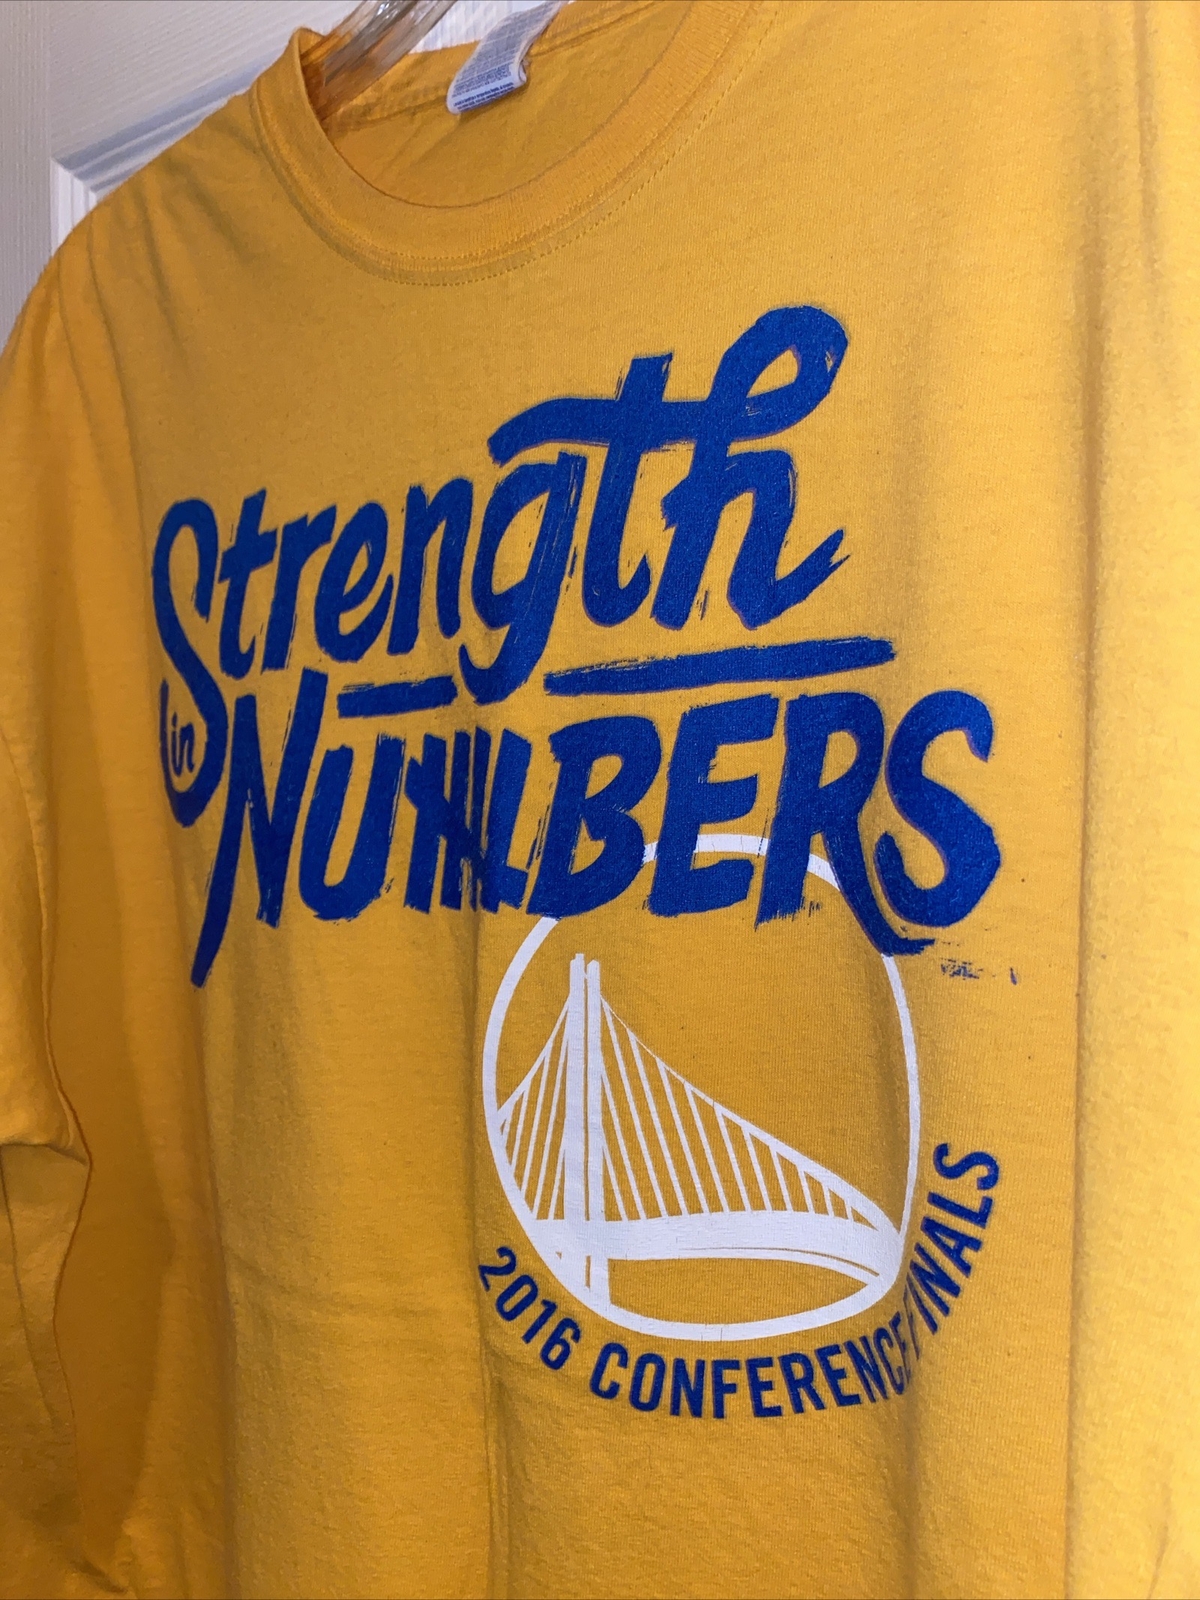 Strength
in
NUMBERS
2016 CONFERENCE FINALS